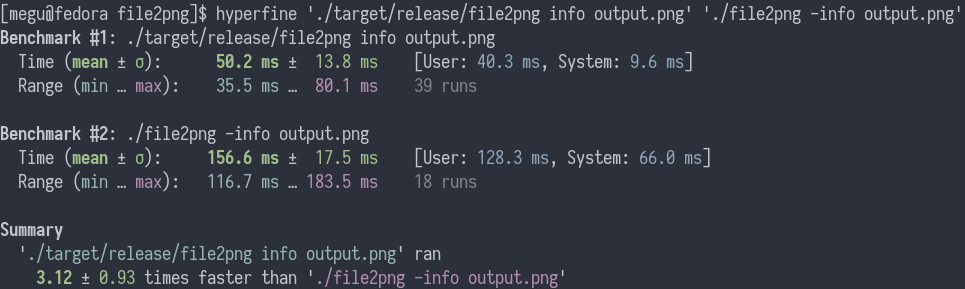 [megu@fedora file2png]$ hyperfine './target/release/file2png info output.png' './file2png -info output.png'
Benchmark #1: ./target/release/file2png info output.png
  Time (mean ± σ):      50.2 ms ±  13.8 ms    [User: 40.3 ms, System: 9.6 ms]
  Range (min … max):    35.5 ms …  80.1 ms    39 runs

Benchmark #2: ./file2png -info output.png
  Time (mean ± σ):     156.6 ms ±  17.5 ms    [User: 128.3 ms, System: 66.0 ms]
  Range (min … max):   116.7 ms … 183.5 ms    18 runs

Summary
  './target/release/file2png info output.png' ran
    3.12 ± 0.93 times faster than './file2png -info output.png'